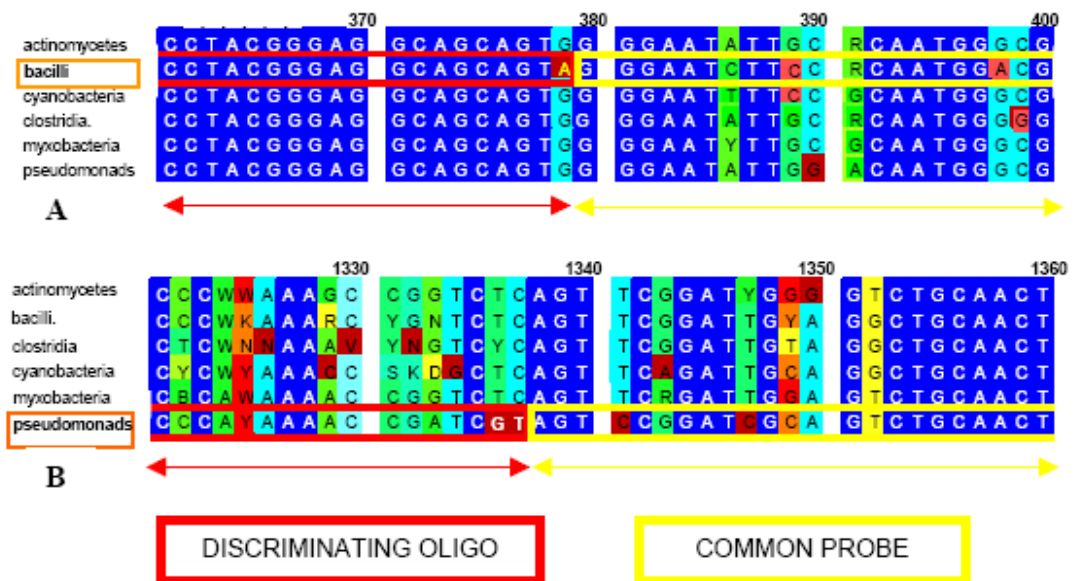 370 380 390 400
actinomycetes CCTACGGGAG GCAGCAGTGG GGAATATTGC RCAATGGGCG
bacilli CCTACGGGAG GCAGCAGTAG GGAATCTTCC RCAATGGACG
cyanobacteria CCTACGGGAG GCAGCAGTGG GGAATTTTCC GCAATGGGCG
clostridia. CCTACGGGAG GCAGCAGTGG GGAATATTGC RCAATGGGGG
myxobacteria CCTACGGGAG GCAGCAGTGG GGAATYTTGC GCAATGGGCG
pseudomonads CCTACGGGAG GCAGCAGTGG GGAATATTGG ACAATGGGCG
A
1330 1340 1350 1360
actinomycetes CCCWWAAAGC CGGTCTCAGT TCGGATYGGG GTCTGCAACT
bacilli. CCCWKAAARC YGNTCTCAGT TCGGATTGYA GGCTGCAACT
clostridia CTCWNNAAAV YNGTCYCAGT TCGGATTGTA GGCTGCAACT
cyanobacteria CYCWYAAACC SKDGCTCAGT TCAGATTGCA GGCTGCAACT
myxobacteria CBCAWAAAAC CGGTCTCAGT TCRGATTGGA GTCTGCAACT
pseudomonads CCCAYAAAAC CGATCGTAGT CCGGATCGCA GTCTGCAACT
B
DISCRIMINATING OLIGO COMMON PROBE